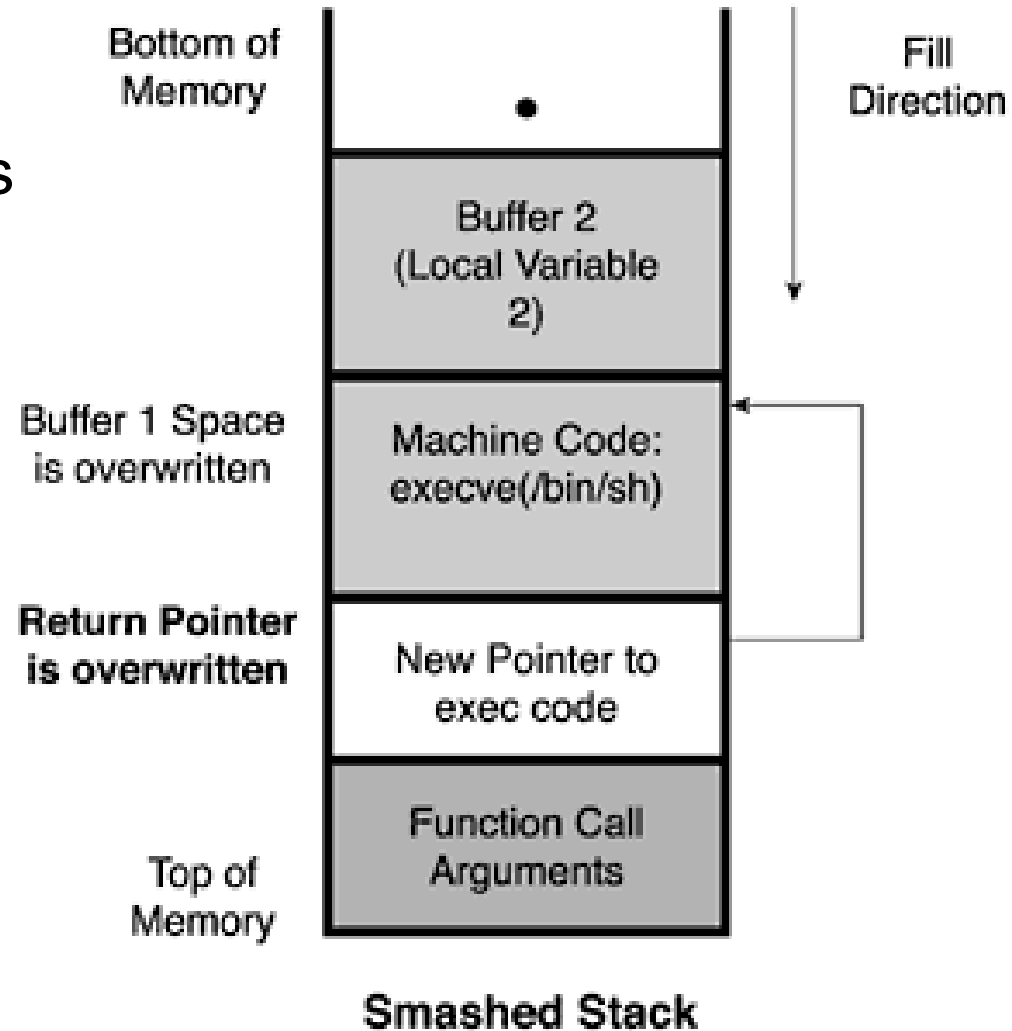 Bottom of
Memory
Fill
Direction
s
Buffer 2
(Local Variable
2)
Buffer 1 Space
is overwritten
Machine Code:
execve(/bin/sh)
Return Pointer
is overwritten
New Pointer to
exec code
Function Call
Arguments
Top of
Memory
Smashed Stack